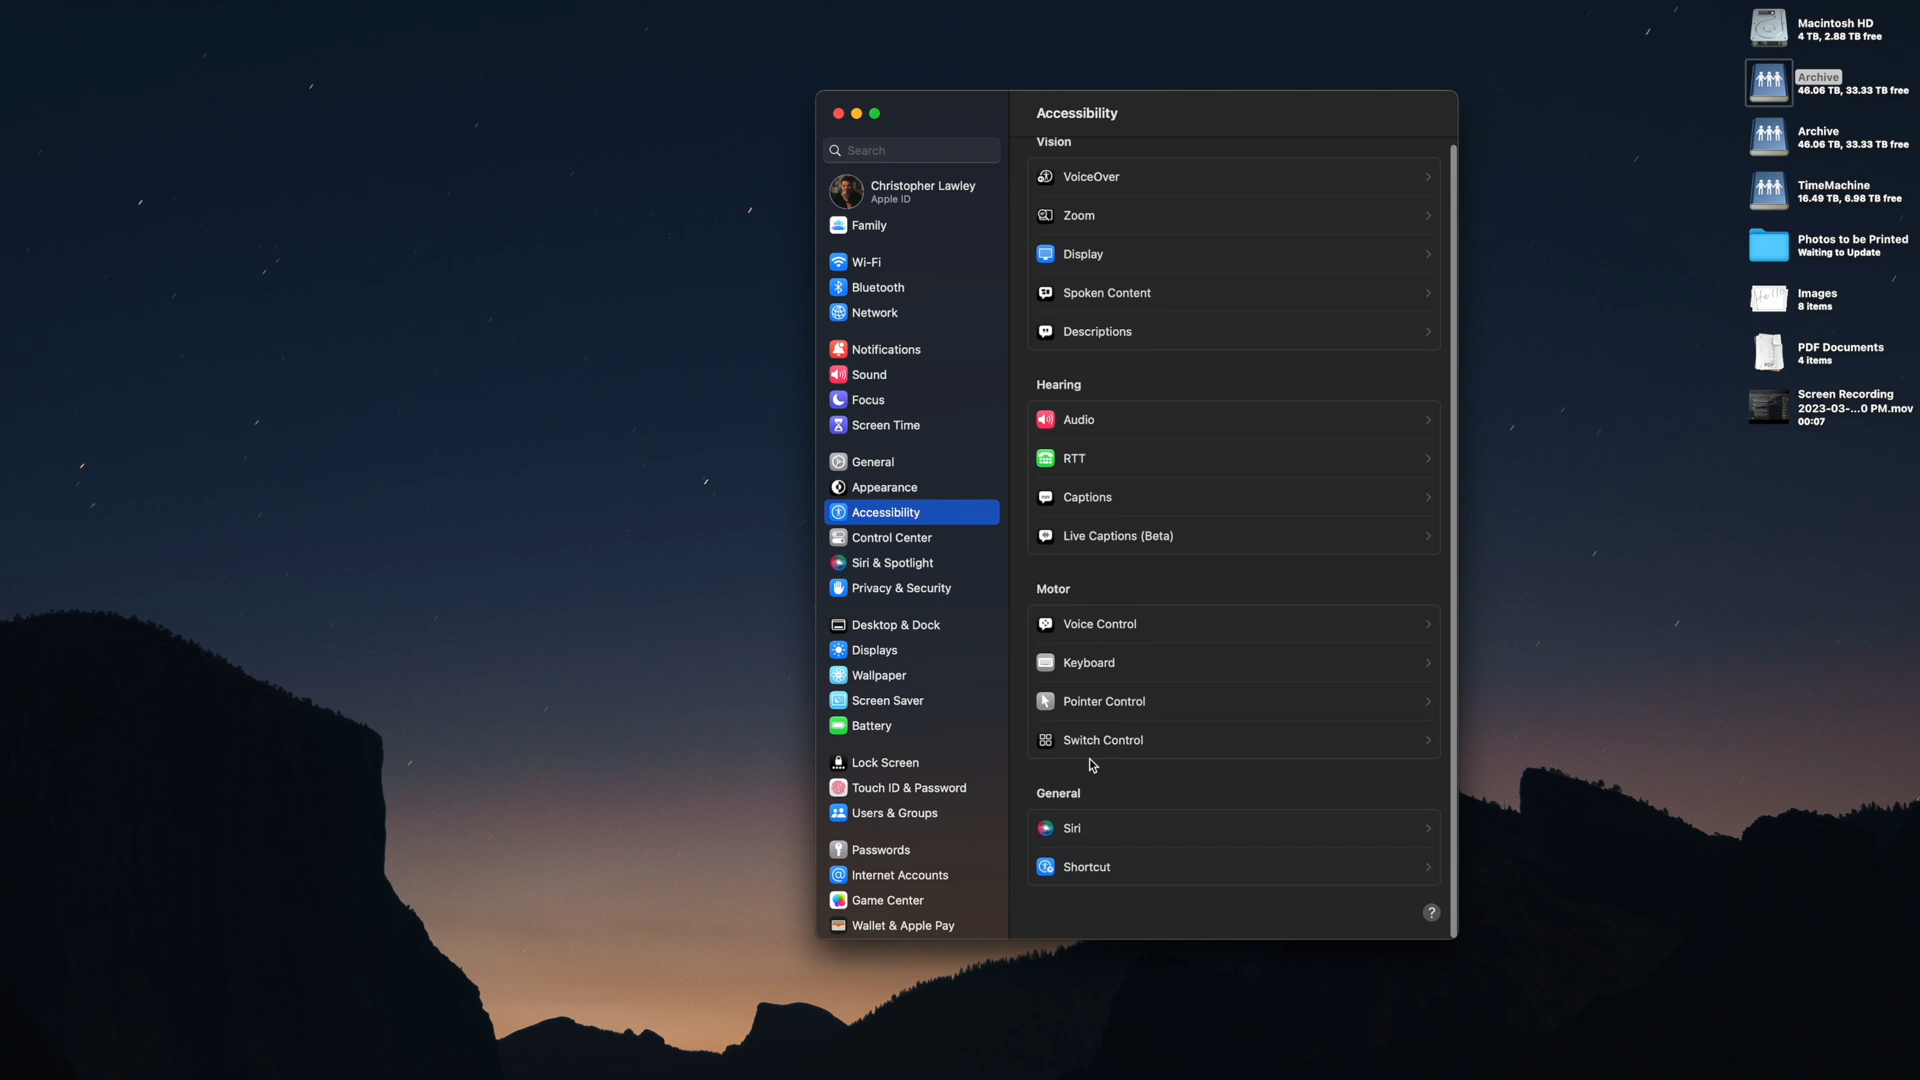 Macintosh HD
4 TB, 2.88 TB free
Archive
46.06 TB, 33.33 TB free
Archive
46.06 TB, 33.33 TB free
TimeMachine
16.49 TB, 6.98 TB free
Photos to be Printed
Waiting to Update
Images
8 items
PDF Documents
4 items
Screen Recording
2023-03-...0 PM.mov
00:07
Hello
PDF
Search
Christopher Lawley
Apple ID
Family
Wi-Fi
Bluetooth
Network
Notifications
Sound
Focus
Screen Time
General
Appearance
Accessibility
Control Center
Siri & Spotlight
Privacy & Security
Desktop & Dock
Displays
Wallpaper
Screen Saver
Battery
Lock Screen
Touch ID & Password
Users & Groups
Passwords
Internet Accounts
Game Center
Wallet & Apple Pay
Accessibility
Vision
VoiceOver
Zoom
Display
Spoken Content
Descriptions
Hearing
Audio
RTT
Captions
Live Captions (Beta)
Motor
Voice Control
Keyboard
Pointer Control
Switch Control
General
Siri
Shortcut
?